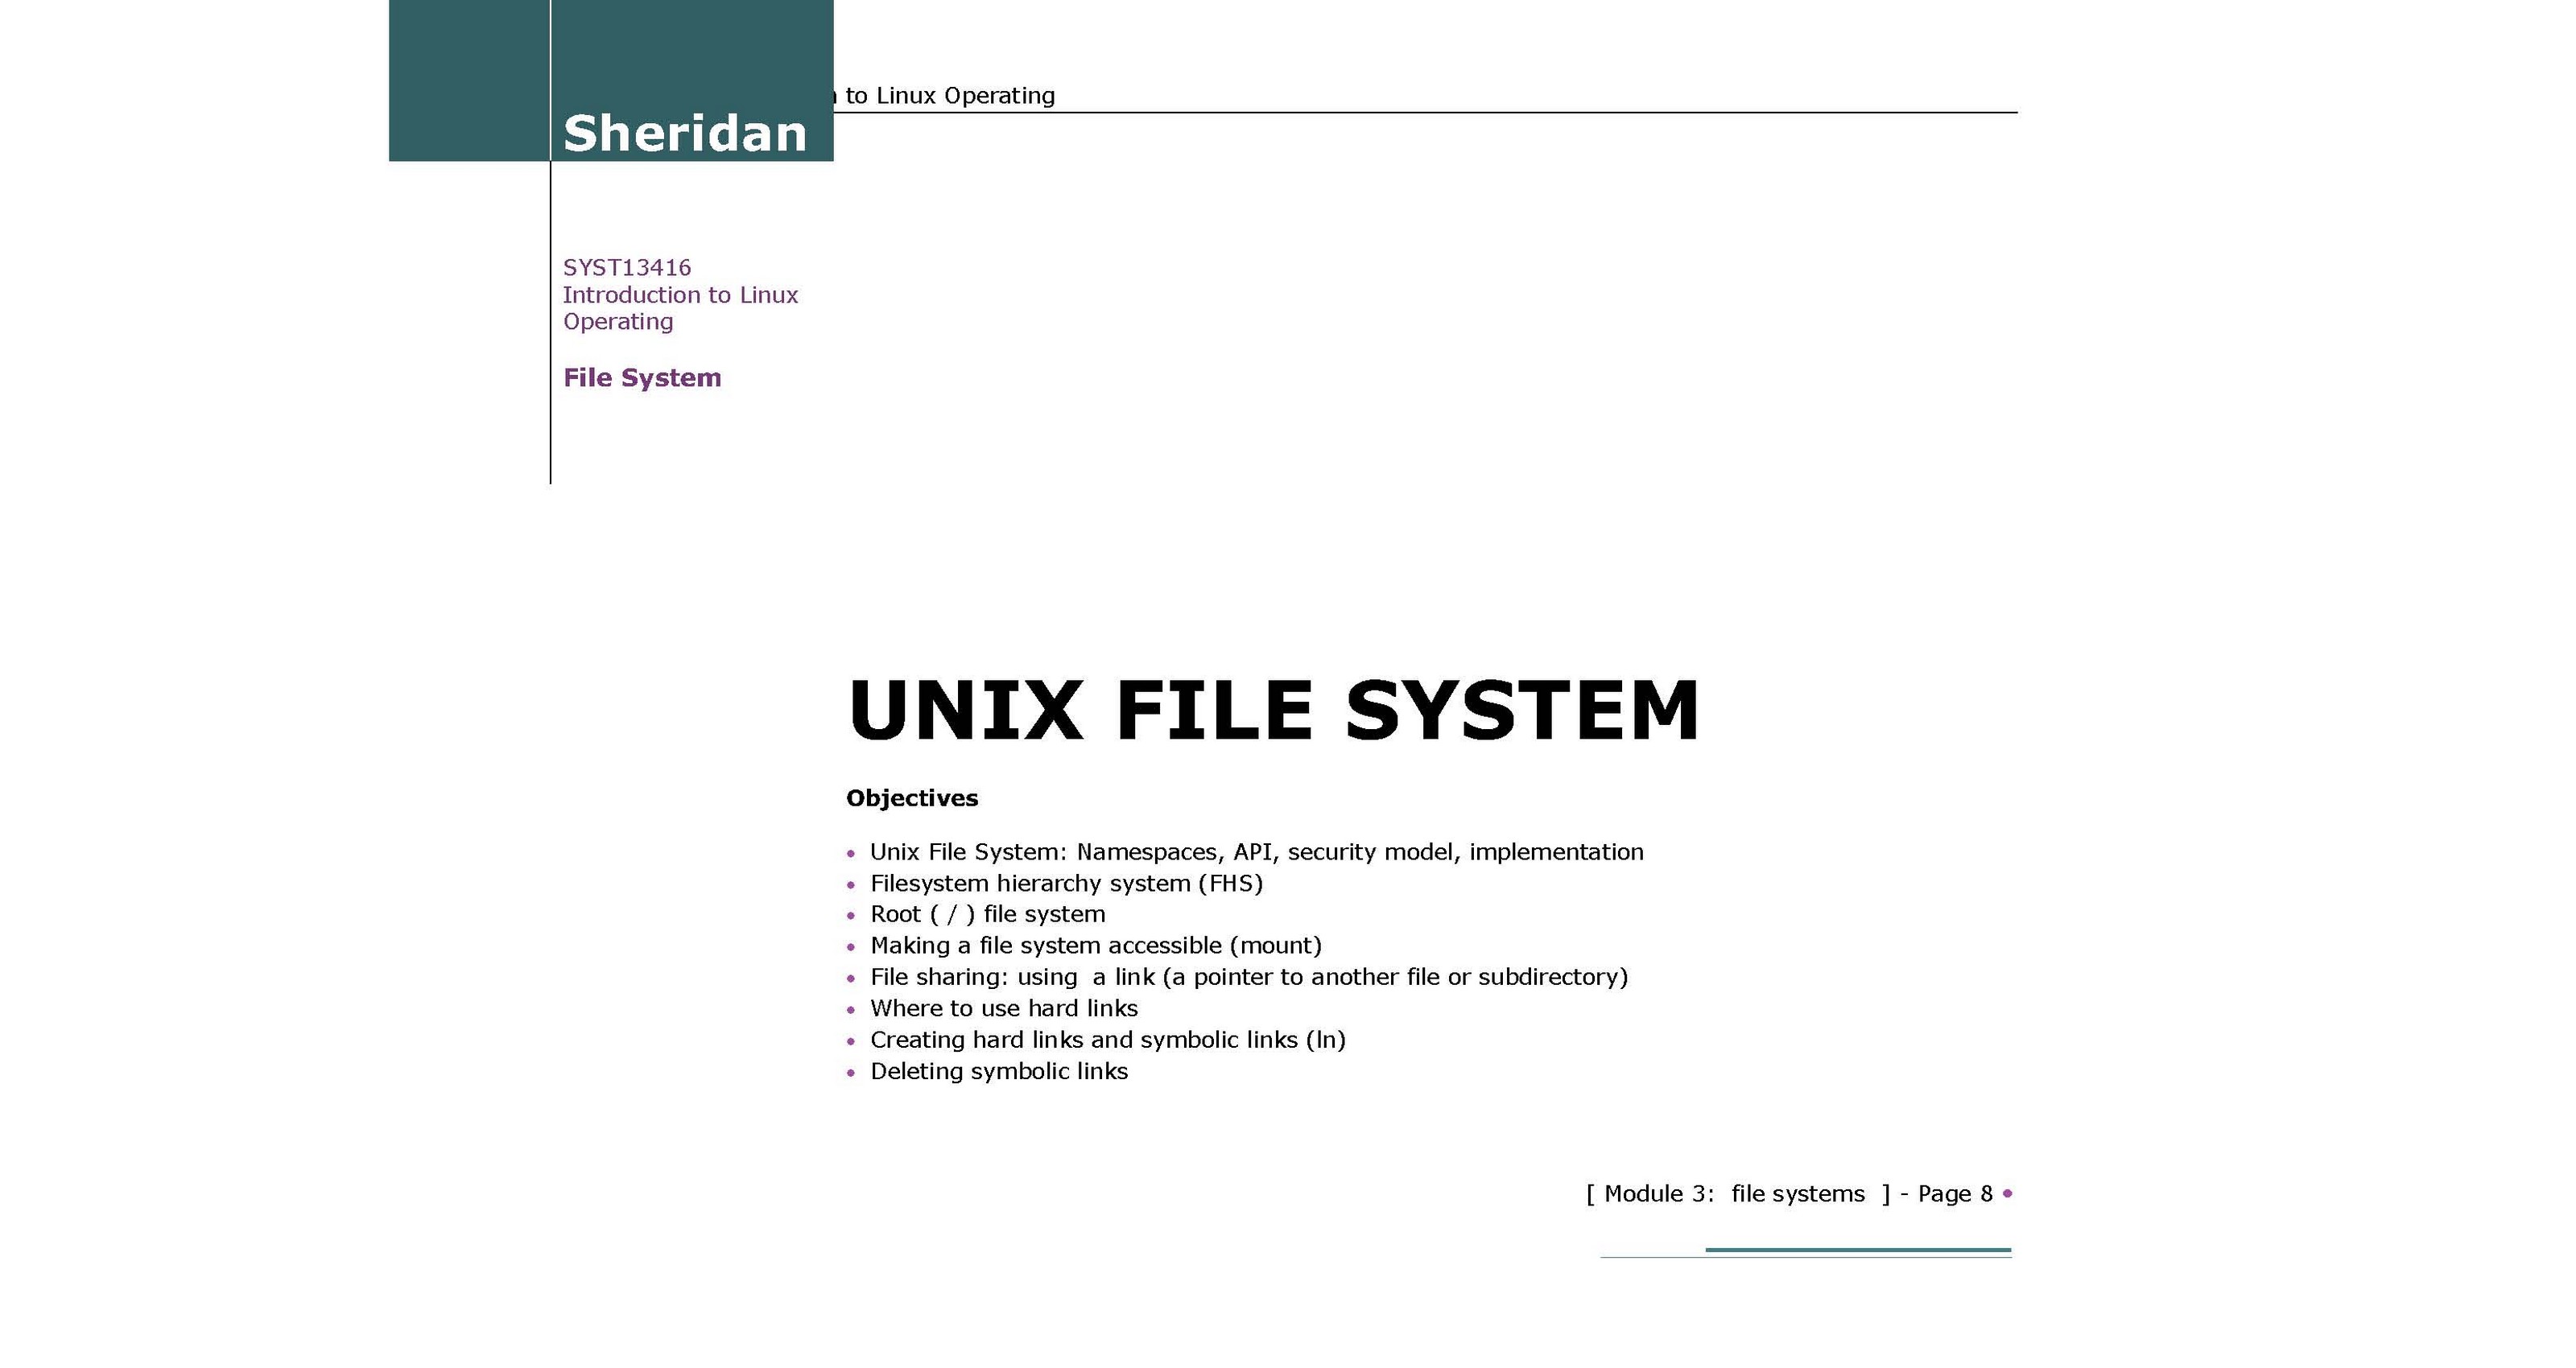 to Linux Operating
Sheridan
SYST13416
Introduction to Linux
Operating
File System
UNIX FILE SYSTEM
Objectives
• Unix File System: Namespaces, API, security model, implementation
• Filesystem hierarchy system (FHS)
• Root ( / ) file system
• Making a file system accessible (mount)
• File sharing: using  a link (a pointer to another file or subdirectory)
• Where to use hard links
• Creating hard links and symbolic links (ln)
• Deleting symbolic links
[ Module 3:  file systems  ] - Page 8 •